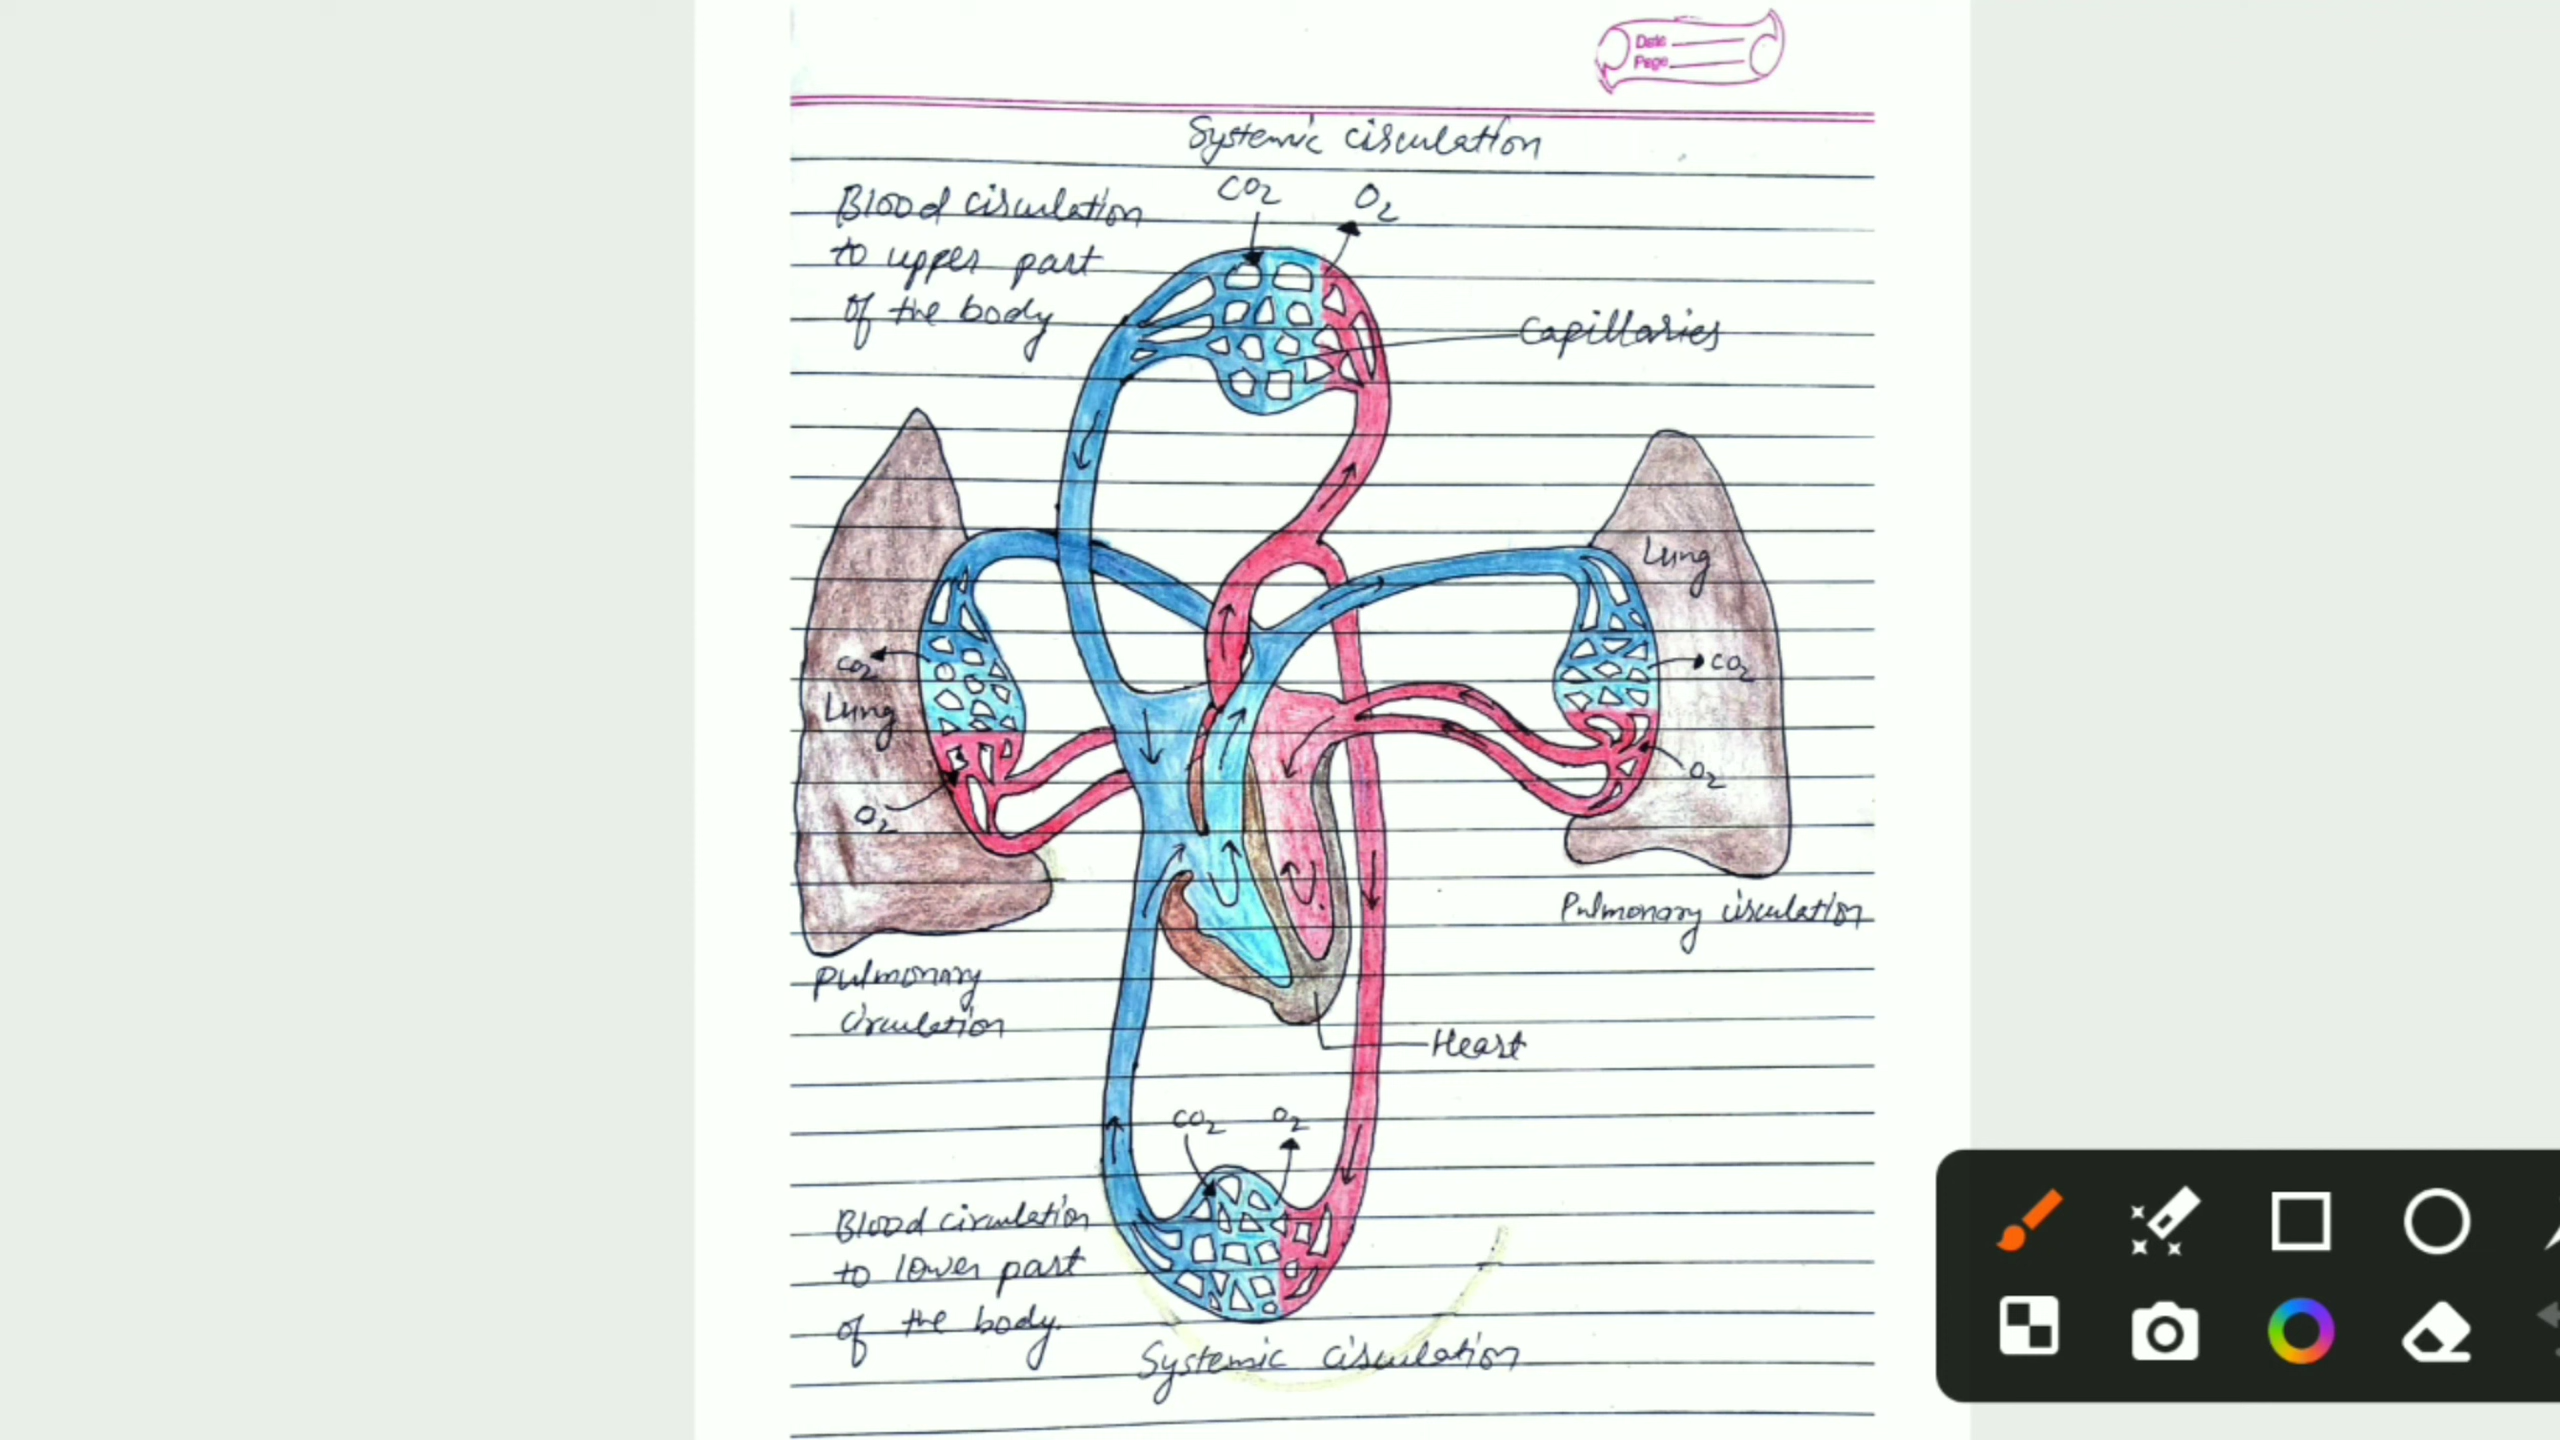 Date
Page
Systemic circulation
CO2
O2
Blood circulation
to upper part
of the body
Capillaries
Lung
CO2
Lung
CO2
O2
O2
Pulmonary circulation
Pulmonary
circulation
Heart
CO2
O2
Blood circulation
to lower part
of the body.
Systemic circulation